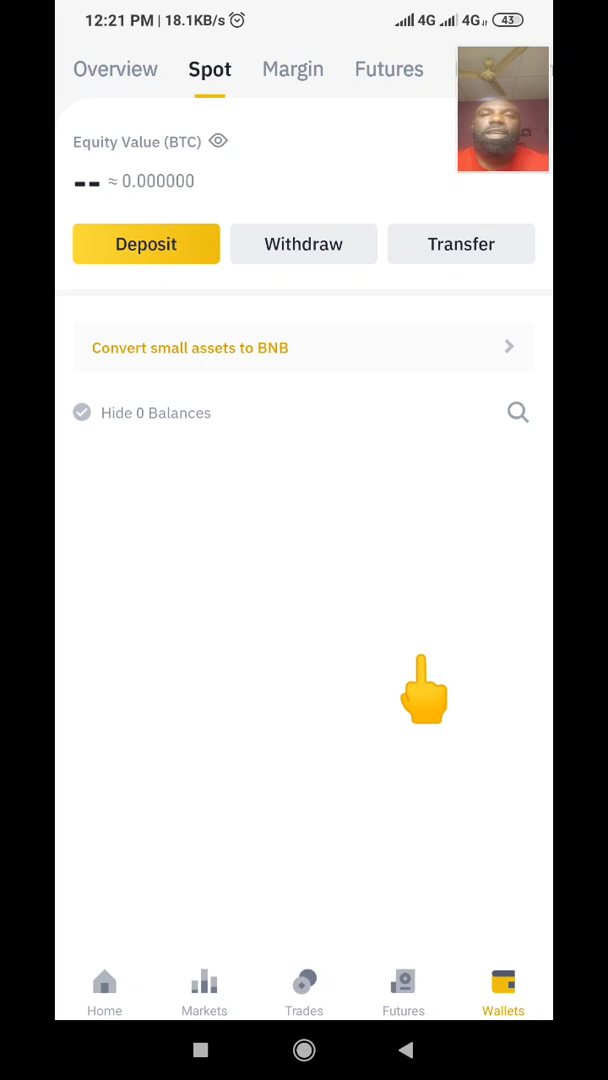 12:21 PM | 18.1KB/s 4G 4G 43
Overview Spot Margin Futures
Equity Value (BTC)
-- ≈ 0.000000
Deposit Withdraw Transfer
Convert small assets to BNB
Hide 0 Balances
Home Markets Trades Futures Wallets